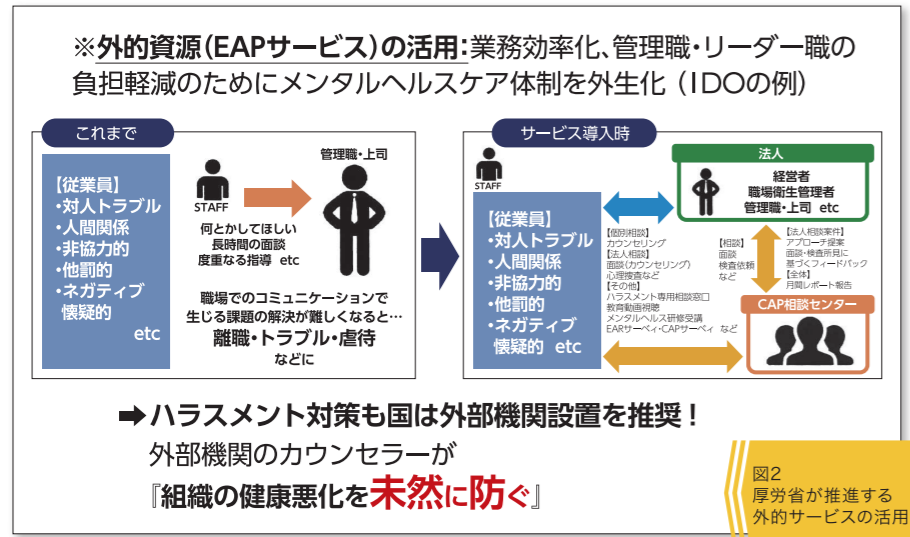 ※外的資源(EAPサービス)の活用:業務効率化、管理職・リーダー職の
負担軽減のためにメンタルヘルスケア体制を外生化(IDOの例)
これまで
【従業員】
・対人トラブル
・人間関係
・非協力的
・他罰的
・ネガティブ
懐疑的
etc
STAFF
管理職・上司
何とかしてほしい
長時間の面談
度重なる指導 etc
職場でのコミュニケーションで
生じる課題の解決が難しくなると…
離職・トラブル・虐待
などに
サービス導入時
STAFF
【従業員】
・対人トラブル
・人間関係
・非協力的
・他罰的
・ネガティブ
懐疑的 etc
法人
経営者
職場衛生管理者
管理職・上司 etc
【個別相談】
カウンセリング
【法人相談】
面談(カウンセリング)
心理捜査など
【その他】
ハラスメント専用相談窓口
教育動画視聴
メンタルヘルス研修受講
EARサーベィ・CAPサーベィ など
【相談】
面談
検査依頼
など
【法人相談案件】
アプローチ提案
面談・検査所見に
基づくフィードバック
【全体】
月間レポート報告
CAP相談センター
➡ハラスメント対策も国は外部機関設置を推奨!
外部機関のカウンセラーが
『組織の健康悪化を未然に防ぐ』
図2
厚労省が推進する
外的サービスの活用